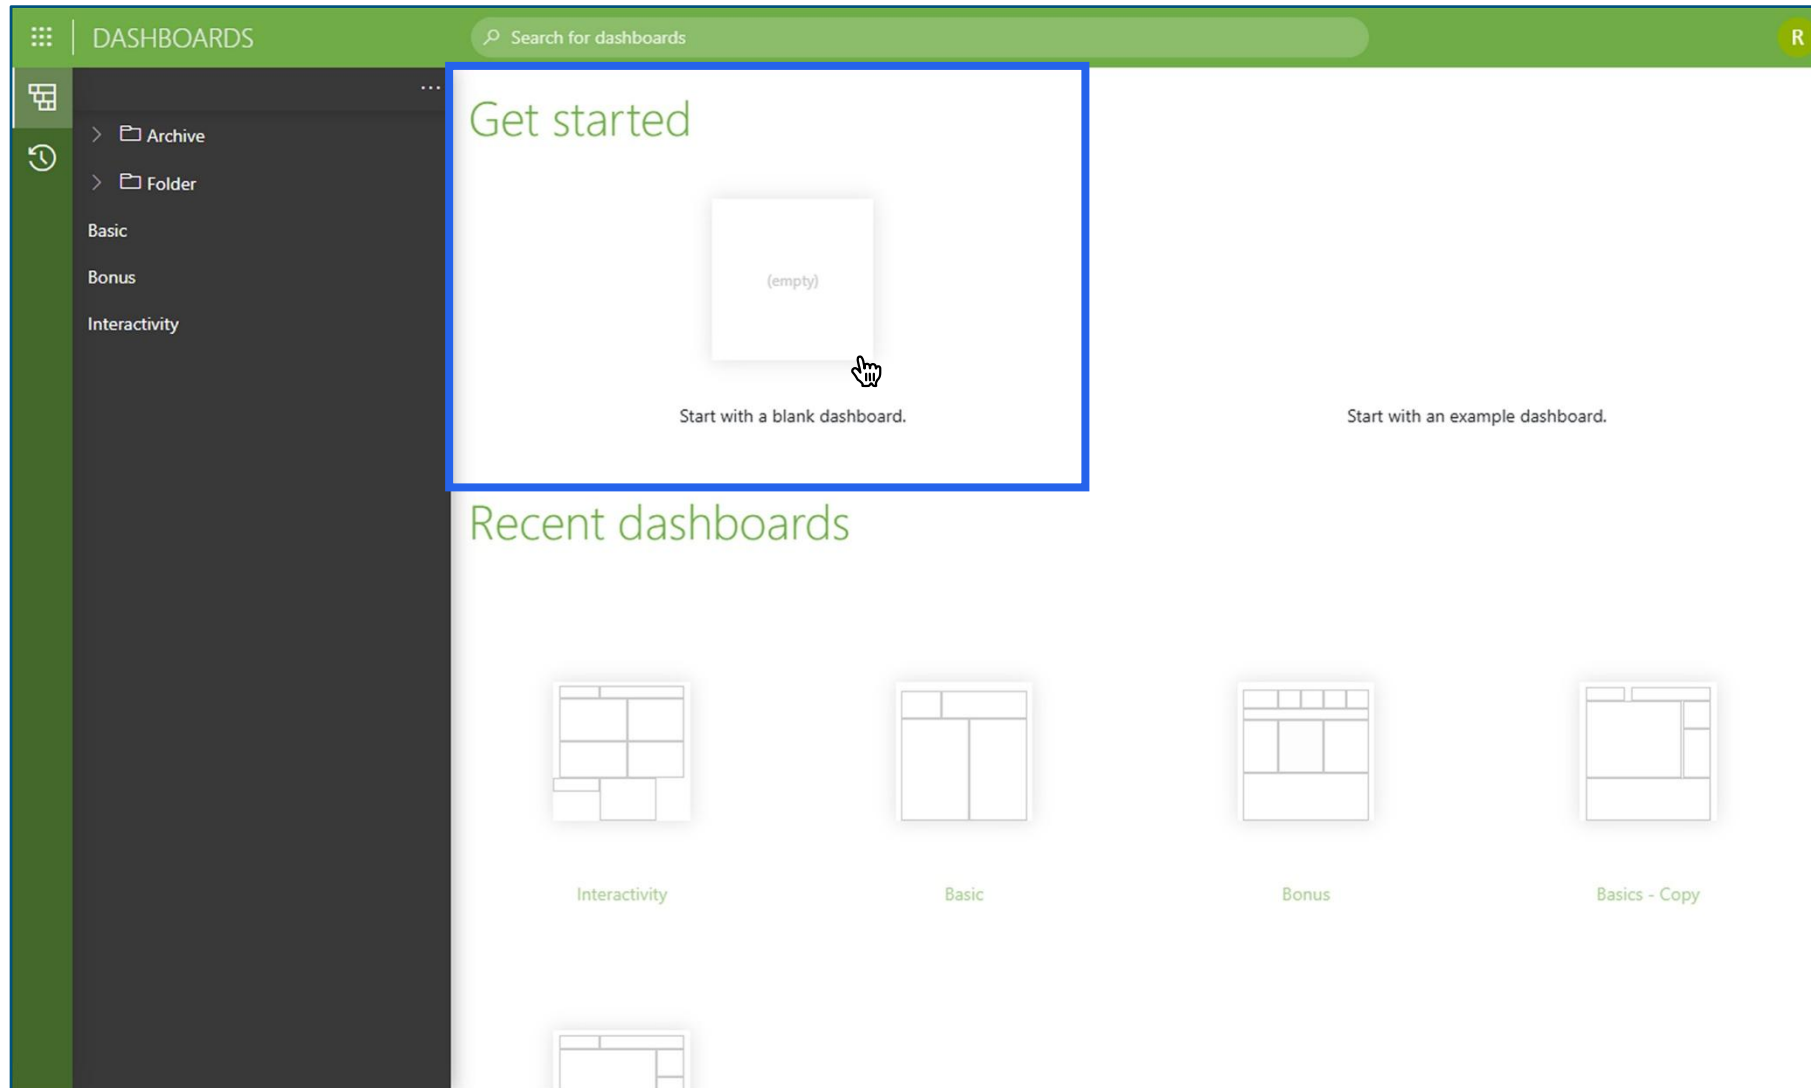 DASHBOARDS
Search for dashboards
R
...
Archive
Folder
Basic
Bonus
Interactivity
Get started
(empty)
Start with a blank dashboard.
Start with an example dashboard.
Recent dashboards
Interactivity
Basic
Bonus
Basics - Copy